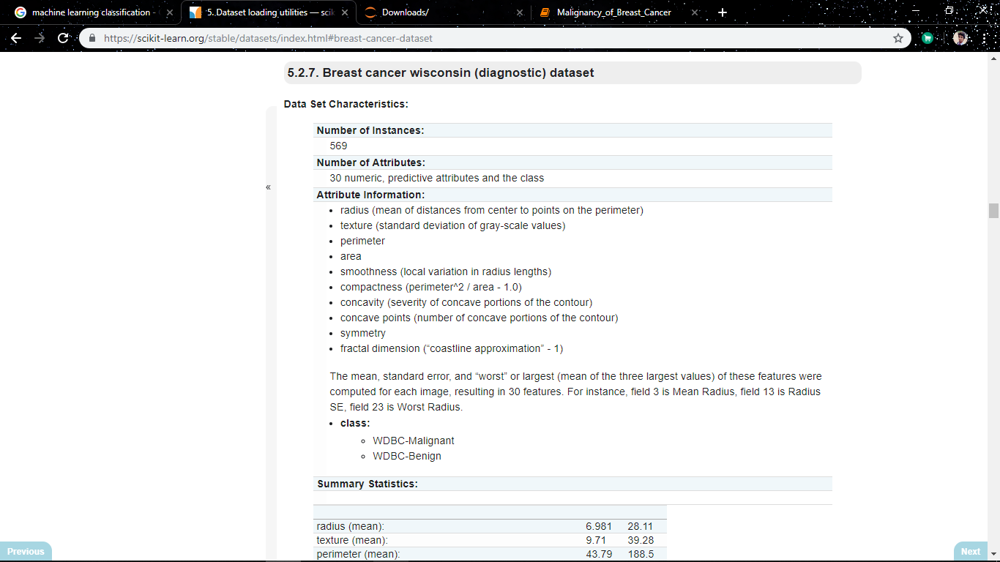 machine learning classification -
5. Dataset loading utilities — scik
Downloads/
Malignancy_of_Breast_Cancer
https://scikit-learn.org/stable/datasets/index.html#breast-cancer-dataset
5.2.7. Breast cancer wisconsin (diagnostic) dataset
Data Set Characteristics:
Number of Instances:
569
Number of Attributes:
30 numeric, predictive attributes and the class
«
Attribute Information:
• radius (mean of distances from center to points on the perimeter)
• texture (standard deviation of gray-scale values)
• perimeter
• area
• smoothness (local variation in radius lengths)
• compactness (perimeter^2 / area - 1.0)
• concavity (severity of concave portions of the contour)
• concave points (number of concave portions of the contour)
• symmetry
• fractal dimension (“coastline approximation” - 1)
The mean, standard error, and “worst” or largest (mean of the three largest values) of these features were
computed for each image, resulting in 30 features. For instance, field 3 is Mean Radius, field 13 is Radius
SE, field 23 is Worst Radius.
• class:
◦ WDBC-Malignant
◦ WDBC-Benign
Summary Statistics:
radius (mean): 6.981 28.11
texture (mean): 9.71 39.28
perimeter (mean): 43.79 188.5
Previous
Next